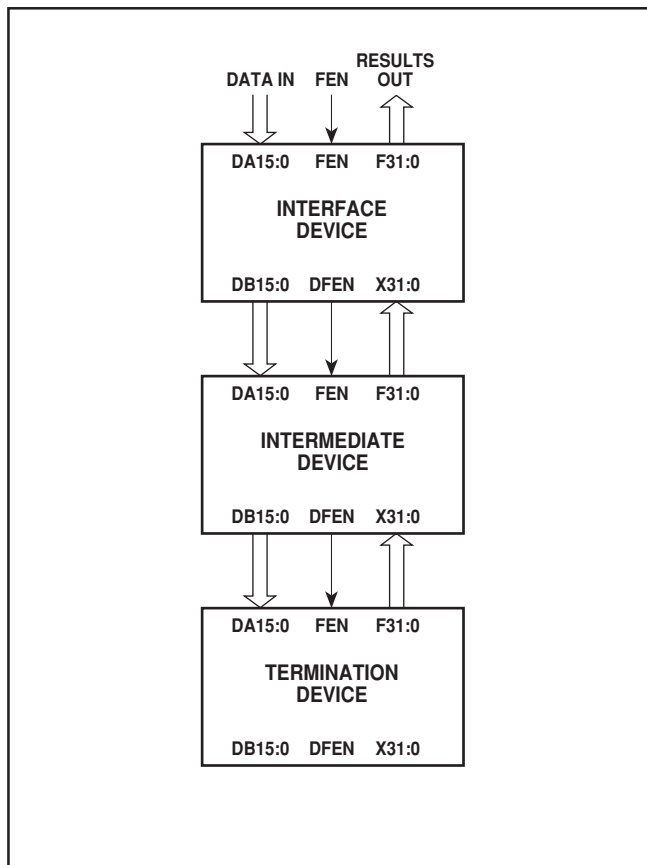 RESULTS
DATA IN FEN OUT
DA15:0 FEN F31:0
INTERFACE
DEVICE
DB15:0 DFEN X31:0
DA15:0 FEN F31:0
INTERMEDIATE
DEVICE
DB15:0 DFEN X31:0
DA15:0 FEN F31:0
TERMINATION
DEVICE
DB15:0 DFEN X31:0